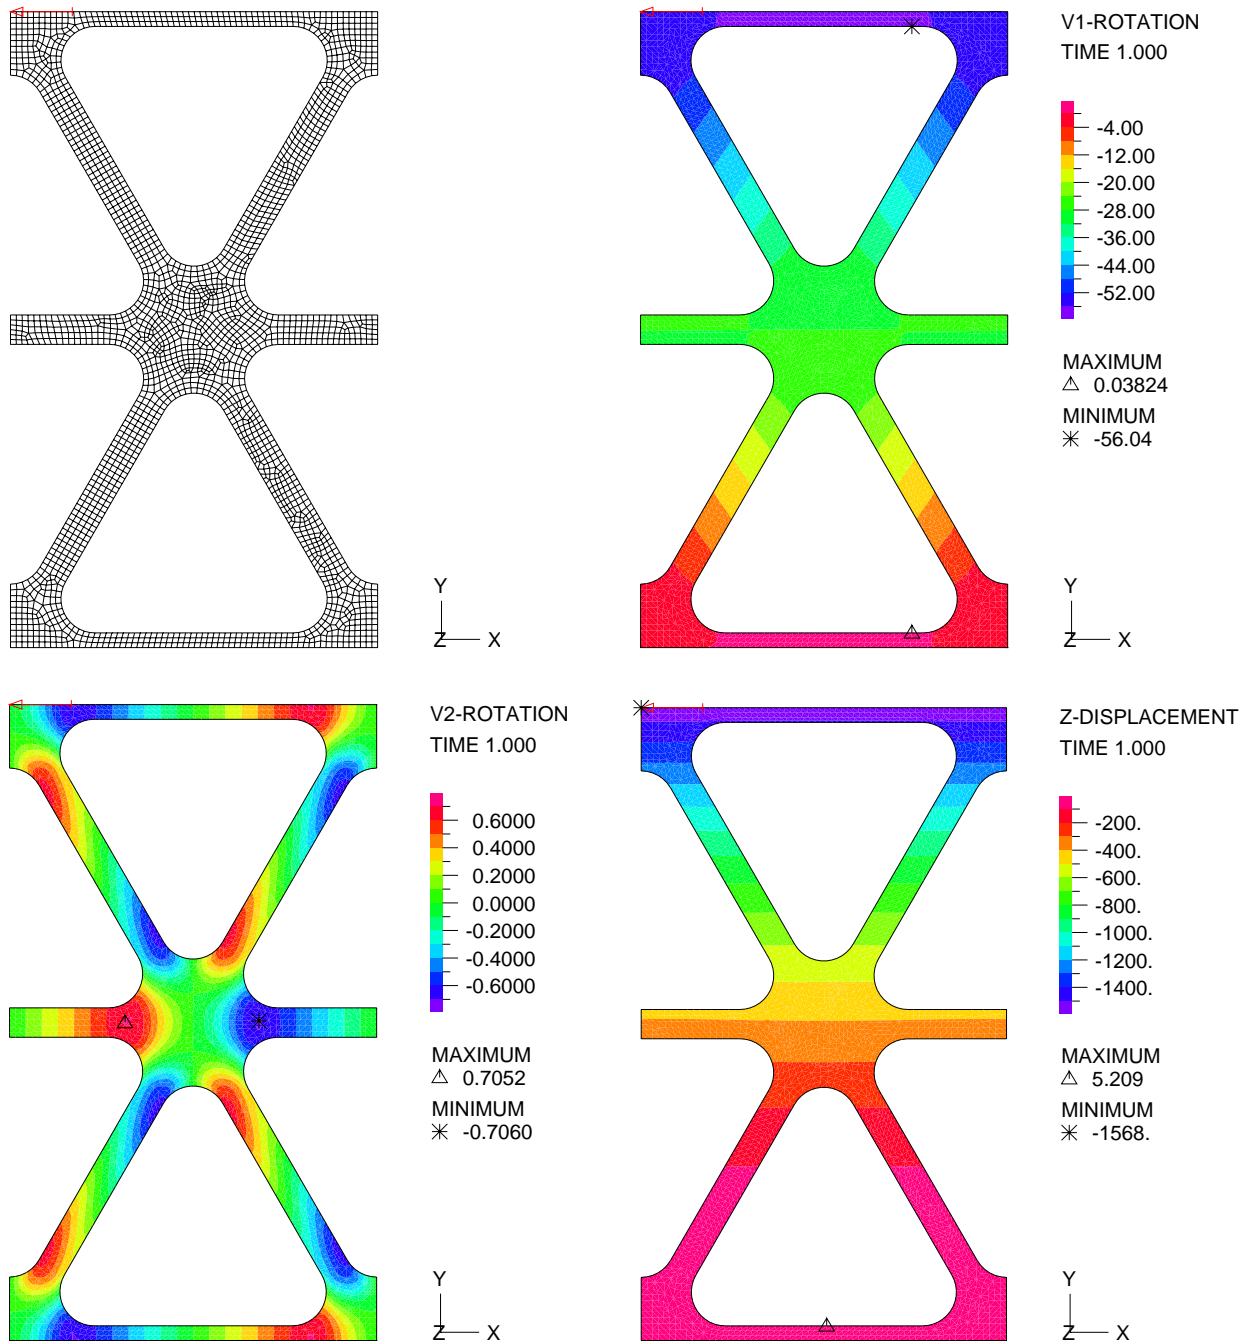 Y
Z X
V1-ROTATION
TIME 1.000
-4.00
-12.00
-20.00
-28.00
-36.00
-44.00
-52.00
MAXIMUM
0.03824
MINIMUM
-56.04
Y
Z X
V2-ROTATION
TIME 1.000
0.6000
0.4000
0.2000
0.0000
-0.2000
-0.4000
-0.6000
MAXIMUM
0.7052
MINIMUM
-0.7060
Y
Z X
Z-DISPLACEMENT
TIME 1.000
-200.
-400.
-600.
-800.
-1000.
-1200.
-1400.
MAXIMUM
5.209
MINIMUM
-1568.
Y
Z X